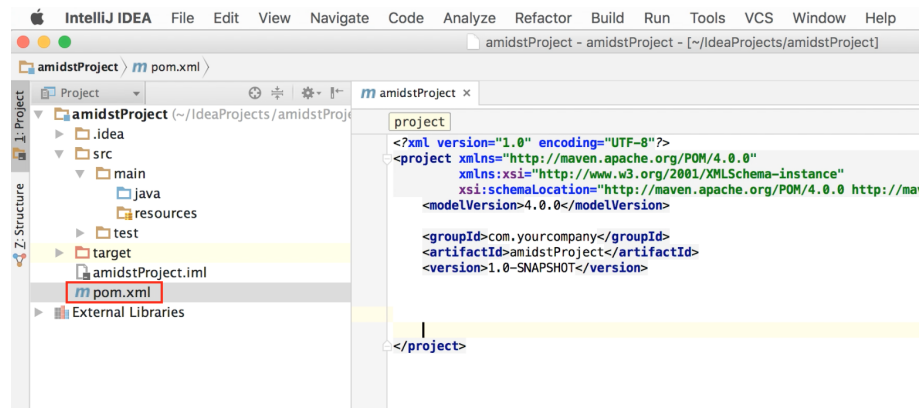 IntelliJ IDEA File Edit View Navigate Code Analyze Refactor Build Run Tools VCS Window Help
amidstProject - amidstProject - [~/IdeaProjects/amidstProject]
amidstProject m pom.xml
1: Project
Z: Structure
Project
amidstProject (~/IdeaProjects/amidstProje
.idea
src
main
java
resources
test
target
amidstProject.iml
m pom.xml
External Libraries
m amidstProject ×
project
<?xml version="1.0" encoding="UTF-8"?>
<project xmlns="http://maven.apache.org/POM/4.0.0"
xmlns:xsi="http://www.w3.org/2001/XMLSchema-instance"
xsi:schemaLocation="http://maven.apache.org/POM/4.0.0 http://mav
<modelVersion>4.0.0</modelVersion>
<groupId>com.yourcompany</groupId>
<artifactId>amidstProject</artifactId>
<version>1.0-SNAPSHOT</version>
</project>